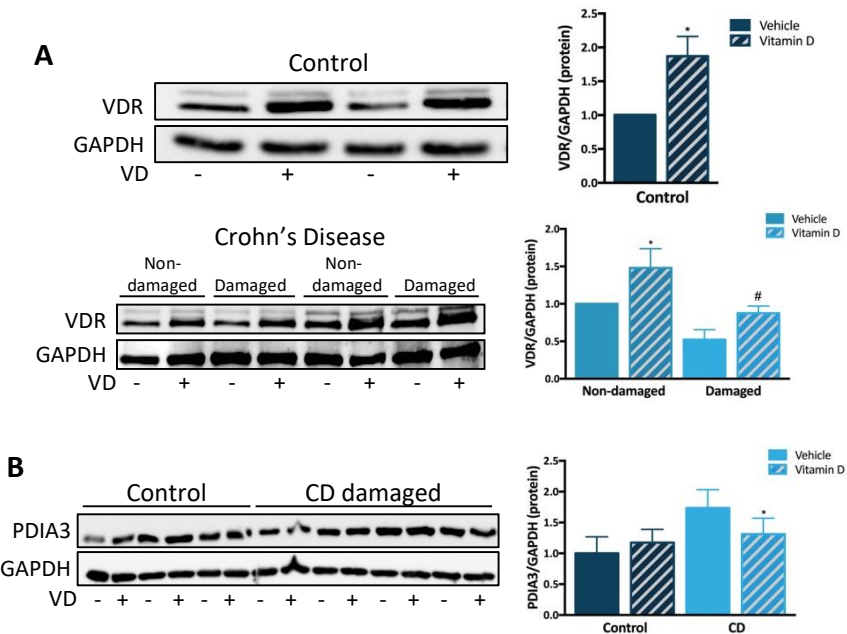 A
Control
VDR
GAPDH
VD - + - +
VDR/GAPDH (protein)
2.5
2.0
1.5
1.0
0.5
0.0
*
Vehicle
Vitamin D
Control
Crohn's Disease
Non-damaged Damaged Non-damaged Damaged
VDR
GAPDH
VD - + - + - + - +
VDR/GAPDH (protein)
2.0
1.5
1.0
0.5
0.0
*
#
Vehicle
Vitamin D
Non-damaged Damaged
B
Control CD damaged
PDIA3
GAPDH
VD - + - + - + - + - + - + - +
PDIA3/GAPDH (protein)
2.5
2.0
1.5
1.0
0.5
0.0
*
Vehicle
Vitamin D
Control CD